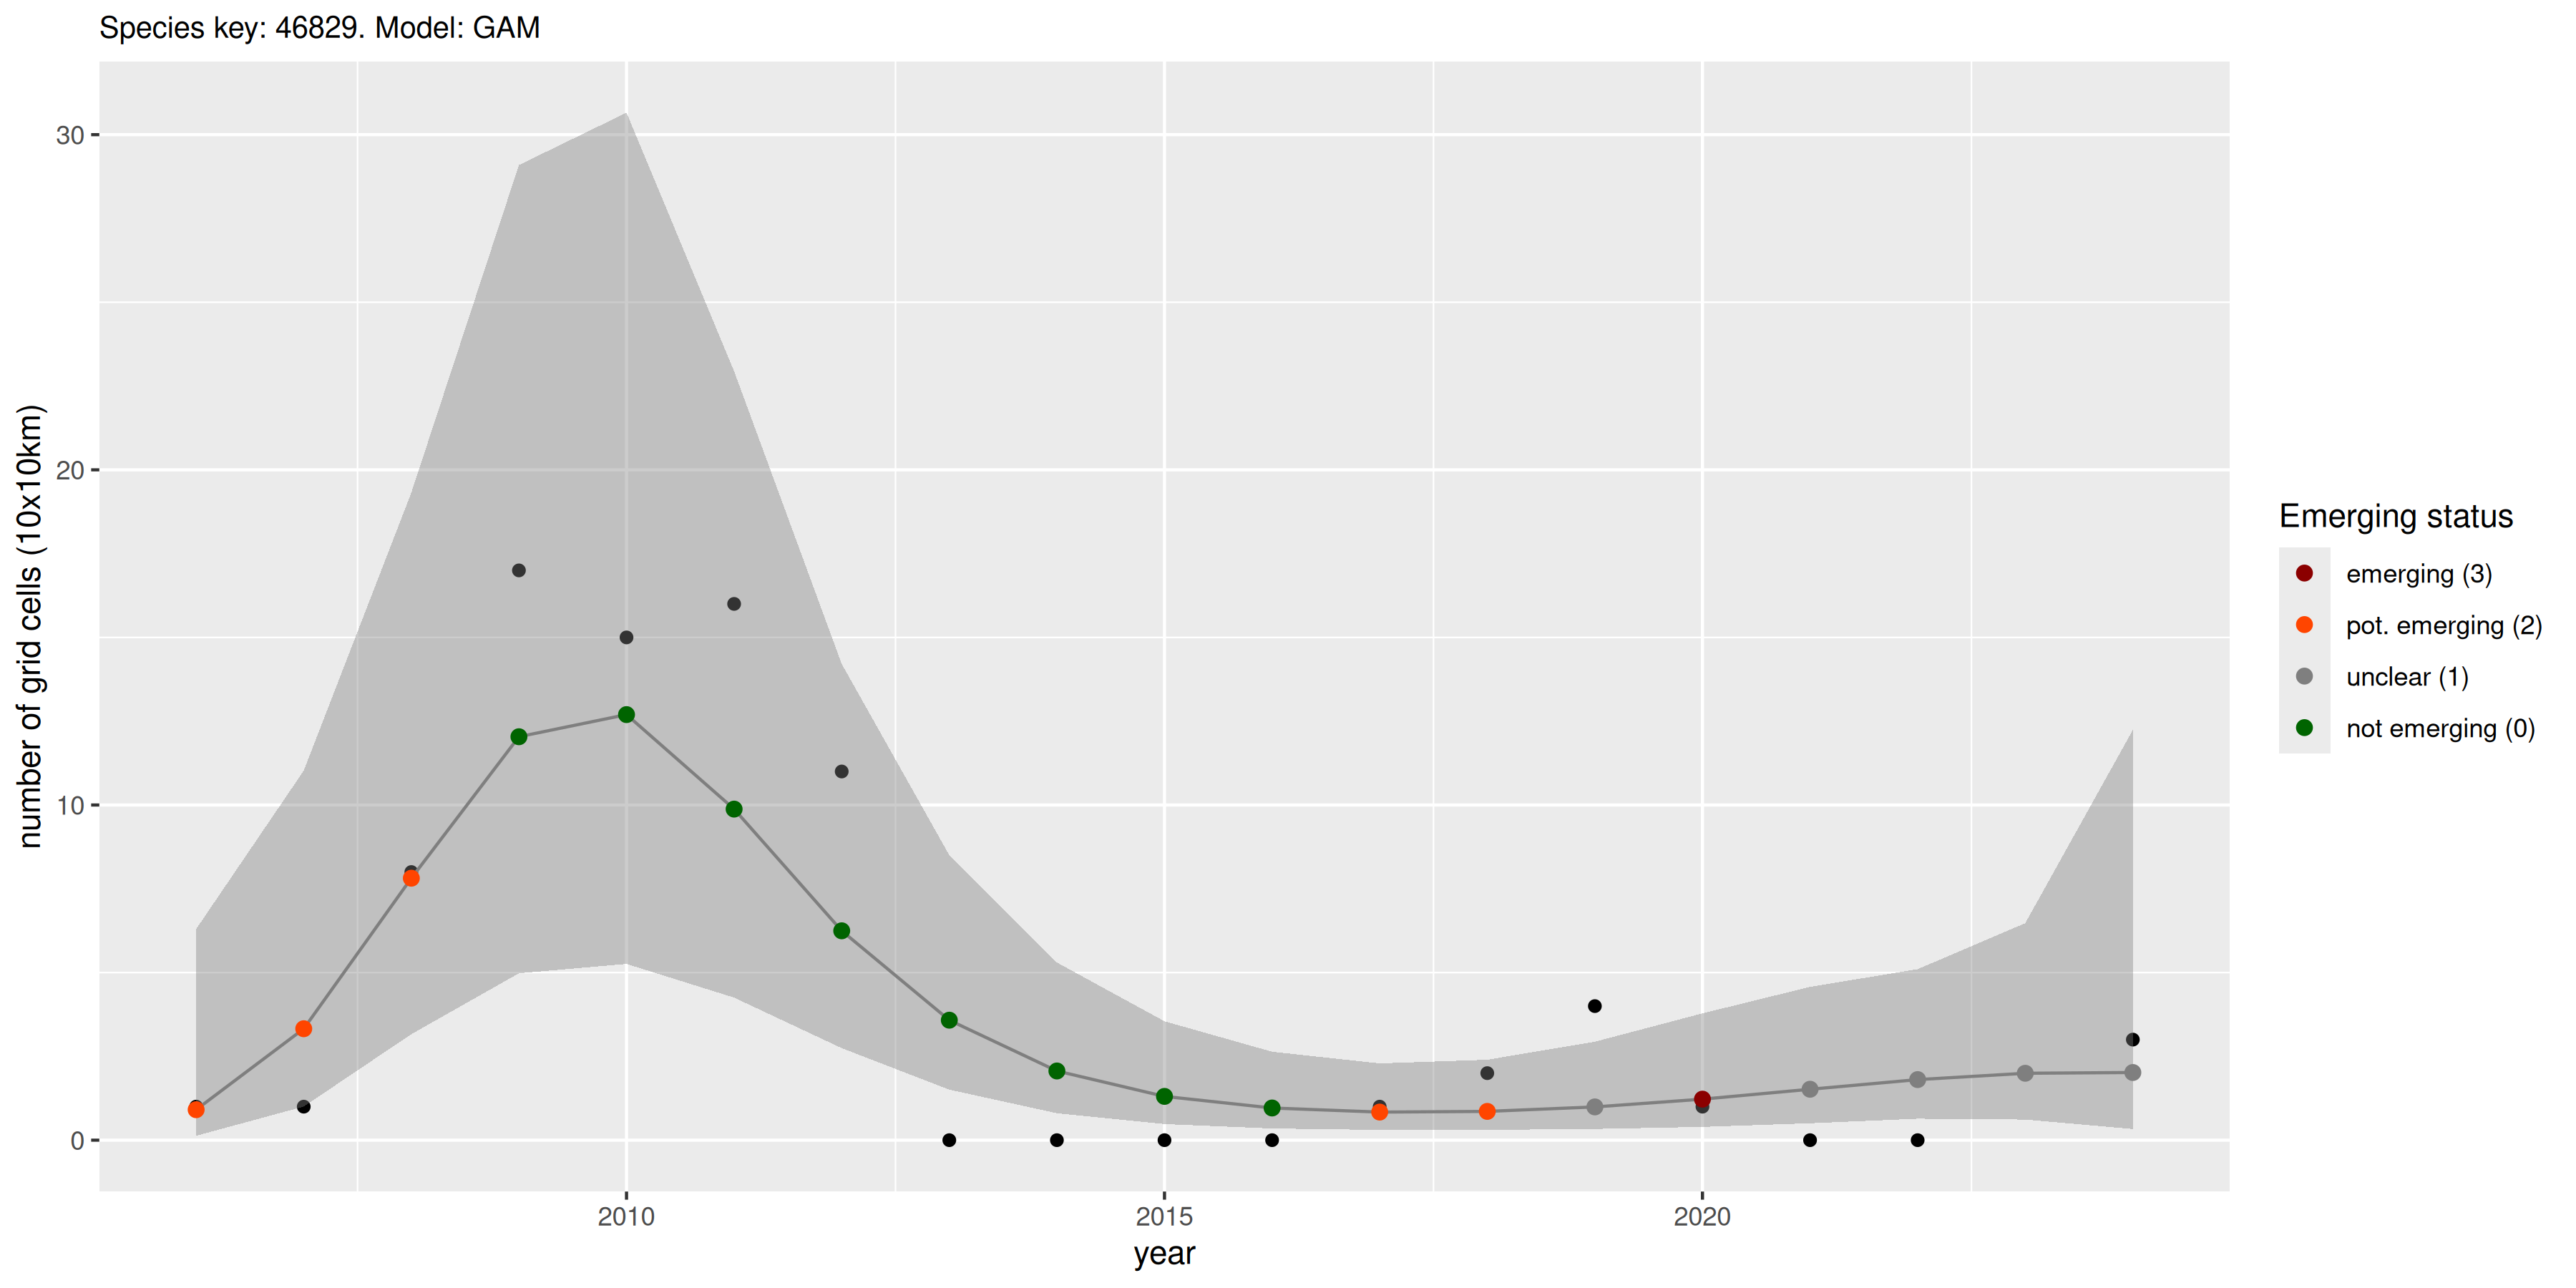 Species key: 46829. Model: GAM
number of grid cells (10x10km)
30
20
10
0
2010
2015
2020
year
Emerging status
emerging (3)
pot. emerging (2)
unclear (1)
not emerging (0)